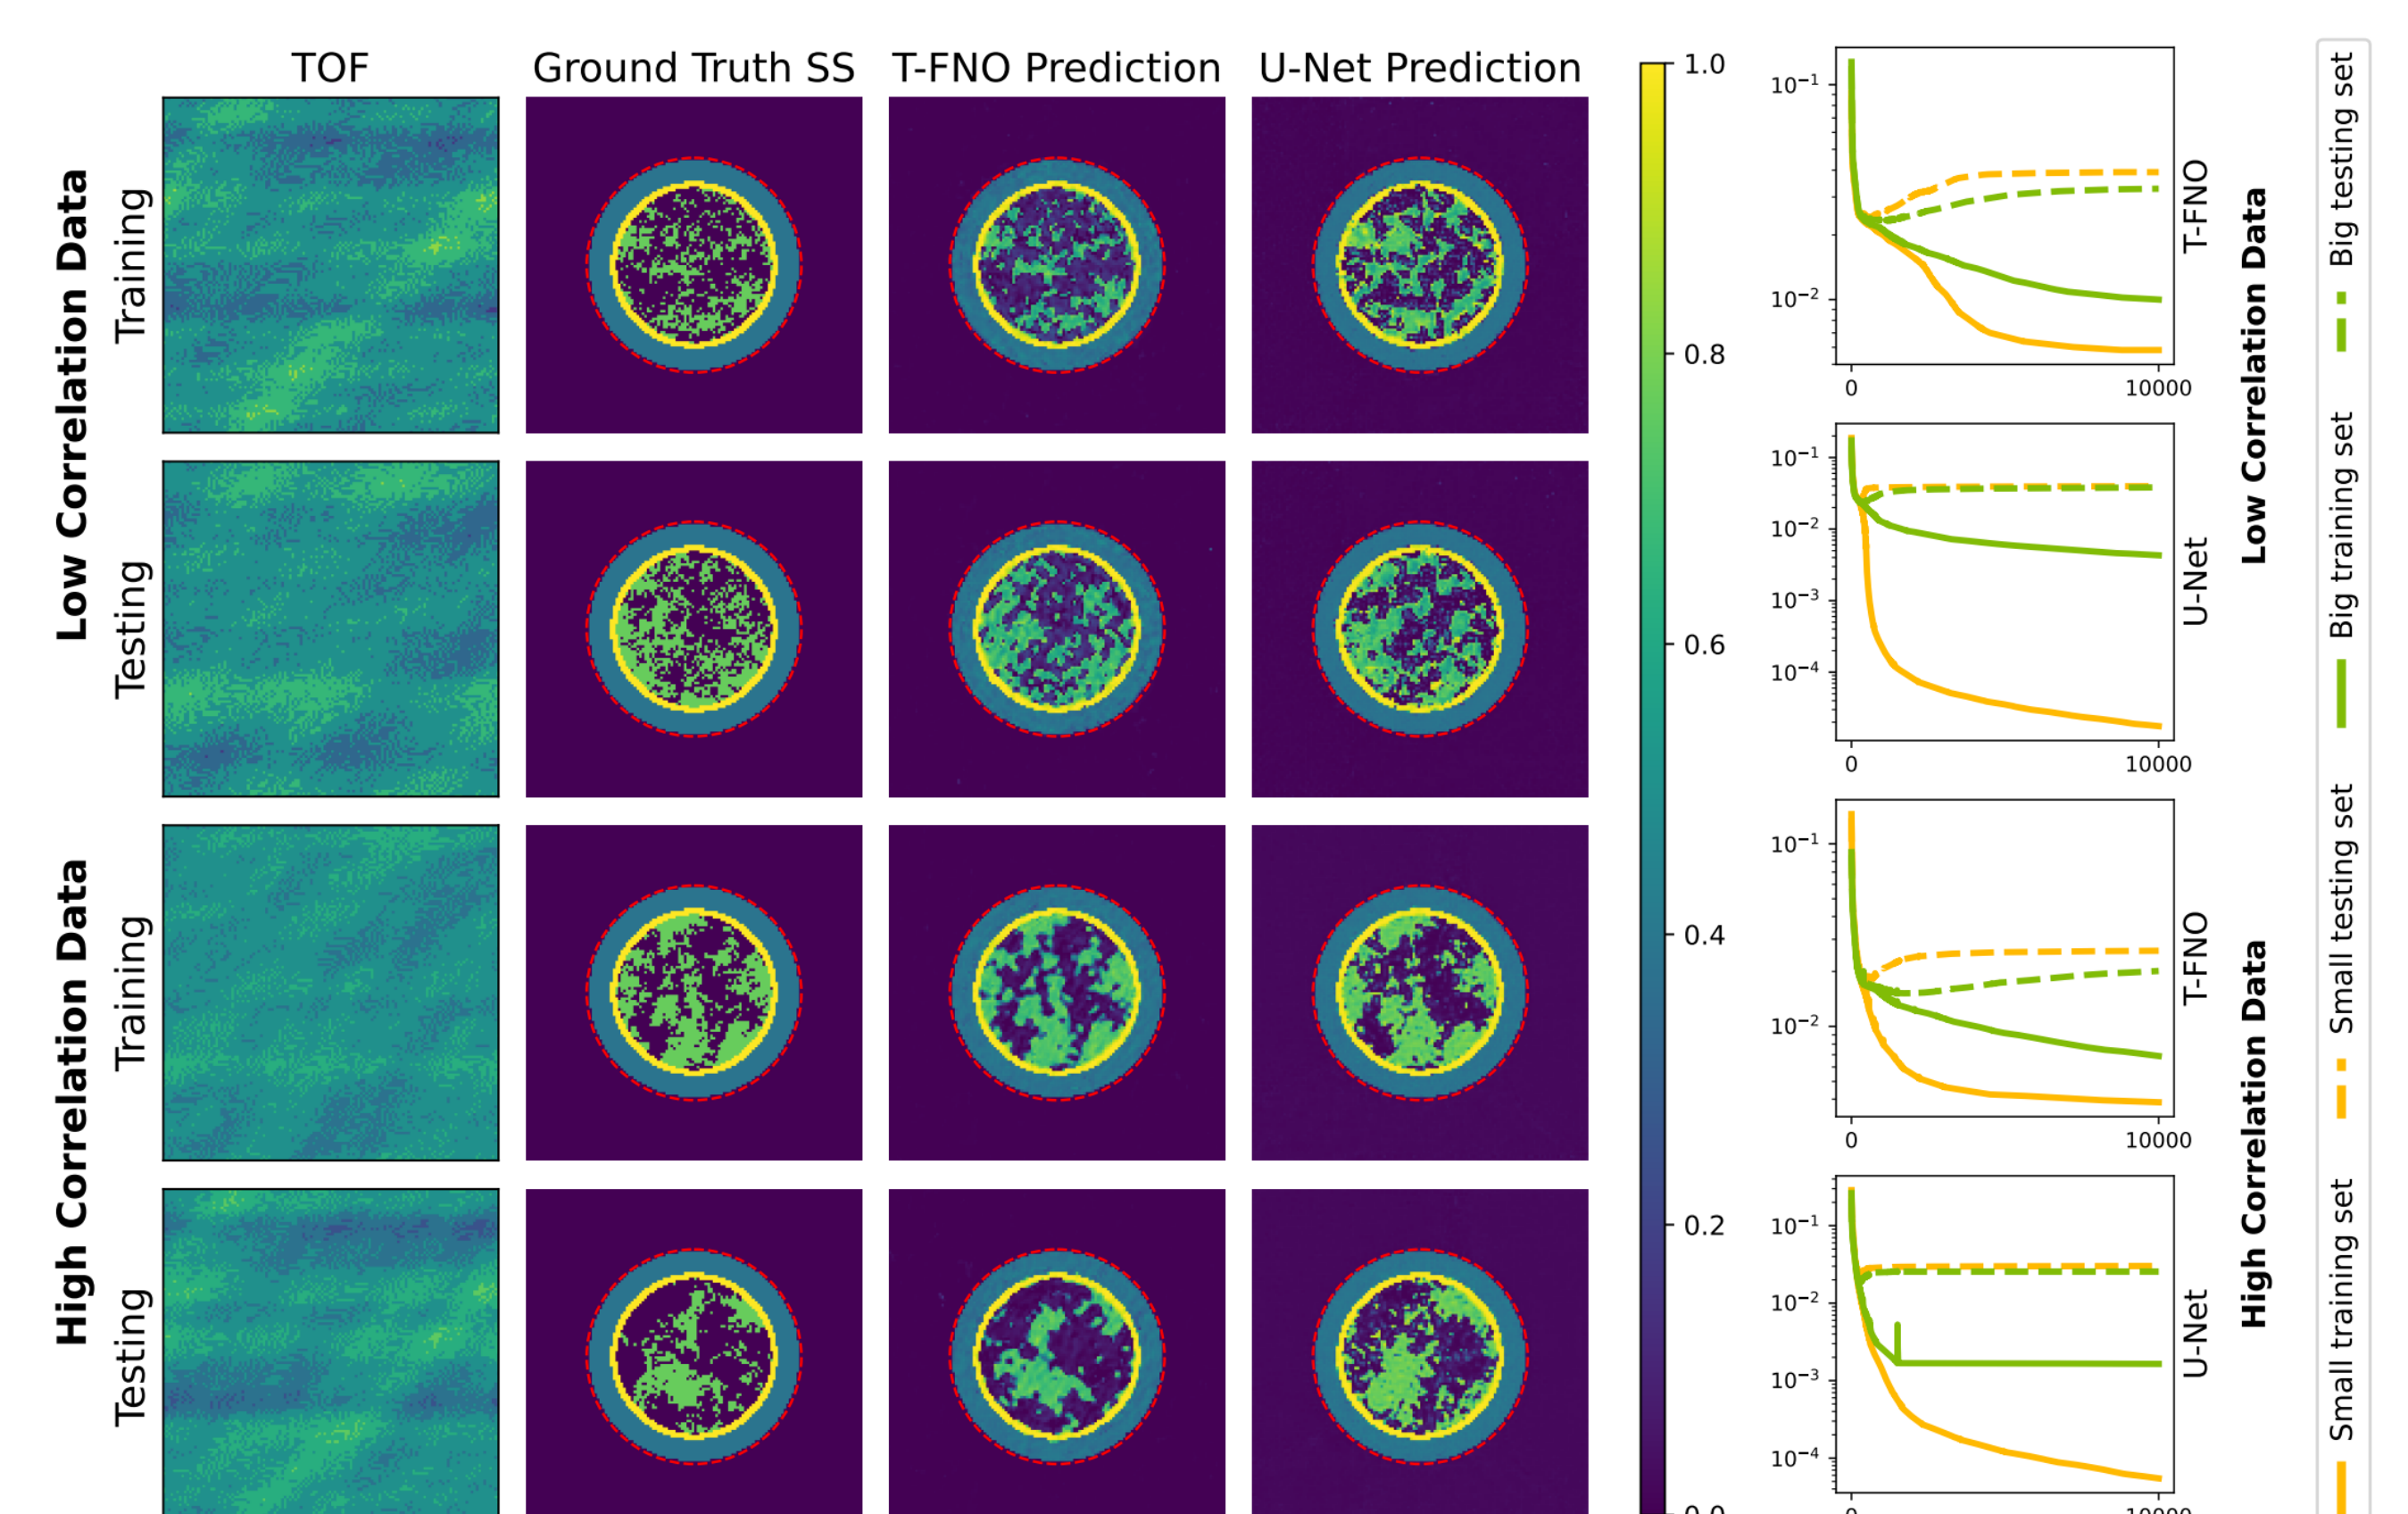 TOF
Ground Truth SS
T-FNO Prediction
U-Net Prediction
Low Correlation Data
Training
Testing
High Correlation Data
Training
Testing
1.0
0.8
0.6
0.4
0.2
0.0
10⁻¹
10⁻²
0
10000
T-FNO
10⁻¹
10⁻²
10⁻³
10⁻⁴
0
10000
U-Net
Low Correlation Data
10⁻¹
10⁻²
0
10000
T-FNO
10⁻¹
10⁻²
10⁻³
10⁻⁴
0
10000
U-Net
High Correlation Data
Small training set
Small testing set
Big training set
Big testing set